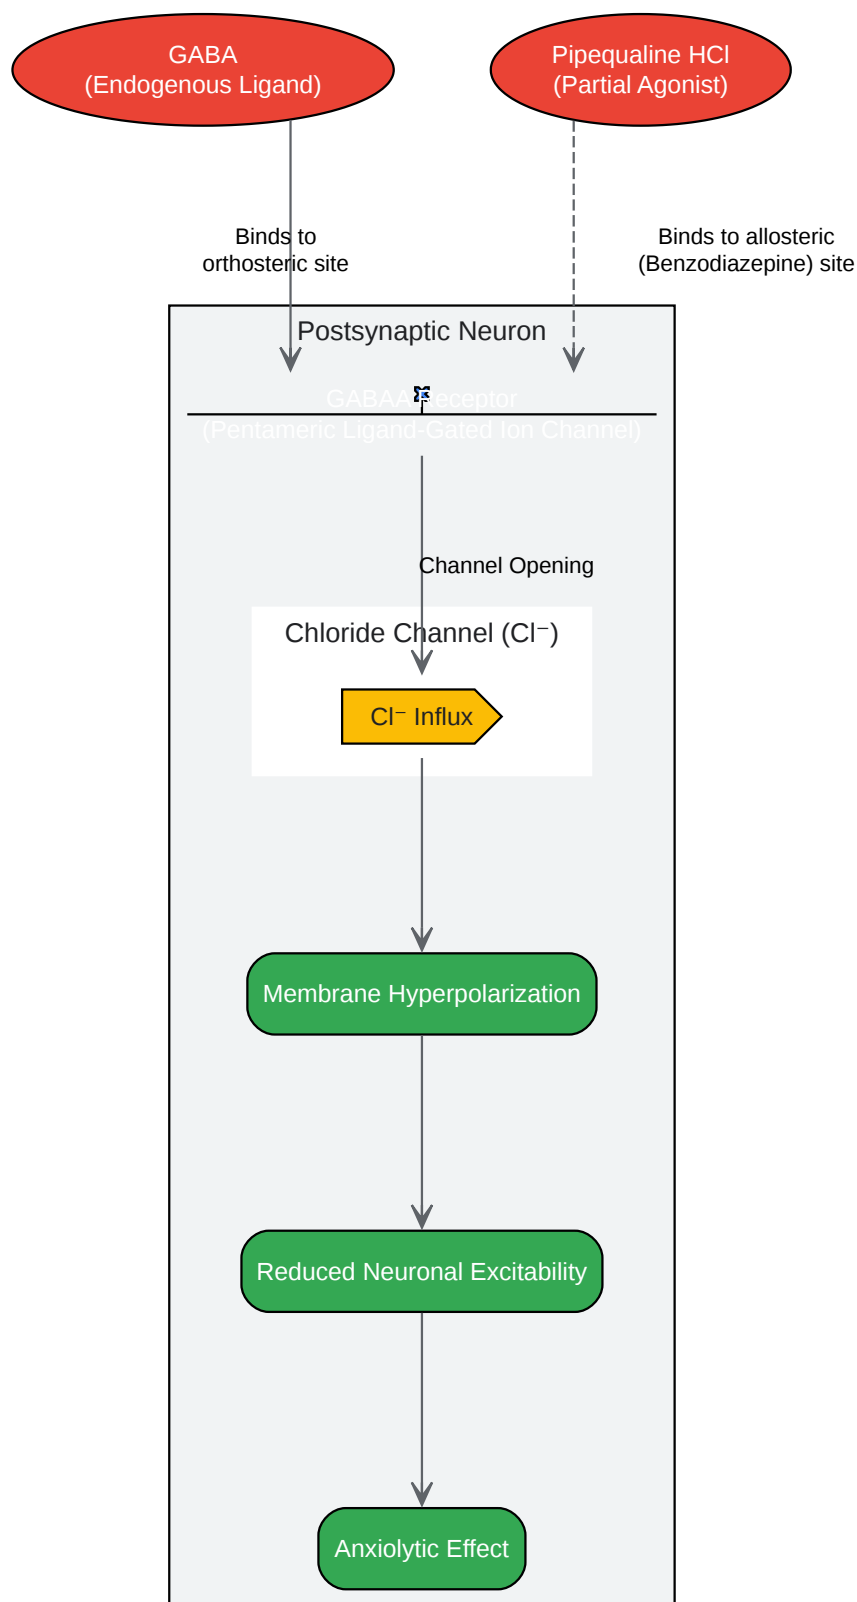 GABA
(Endogenous Ligand)
Pipequaline HCl
(Partial Agonist)
Binds to
orthosteric site
Binds to allosteric
(Benzodiazepine) site
Postsynaptic Neuron
GABAA Receptor
(Pentameric Ligand-Gated Ion Channel)
Channel Opening
Chloride Channel (Cl⁻)
Cl⁻ Influx
Membrane Hyperpolarization
Reduced Neuronal Excitability
Anxiolytic Effect